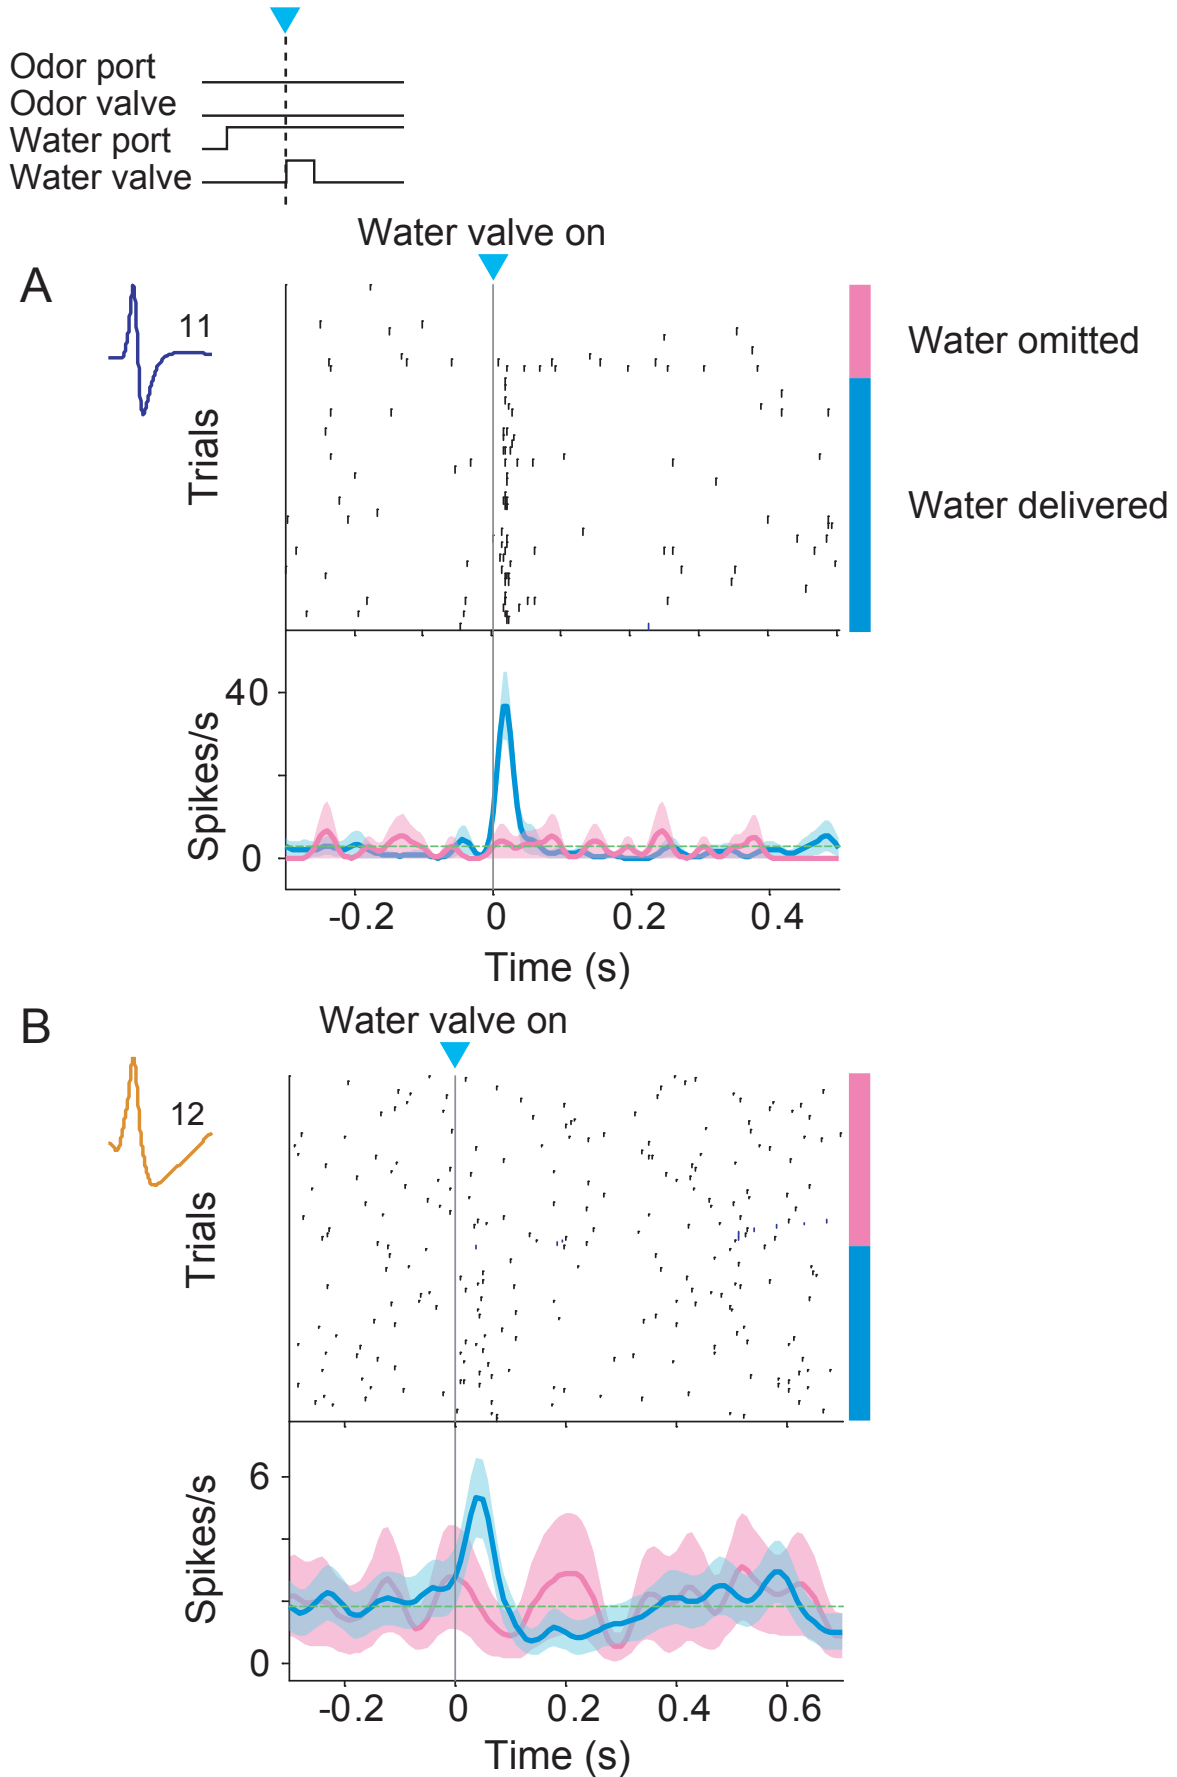 Odor port
Odor valve
Water port
Water valve
Water valve on
A
11
Water omitted
Trials
Water delivered
40
Spikes/s
0
-0.2 0 0.2 0.4
Time (s)
B
Water valve on
12
Trials
6
Spikes/s
0
-0.2 0 0.2 0.4 0.6
Time (s)